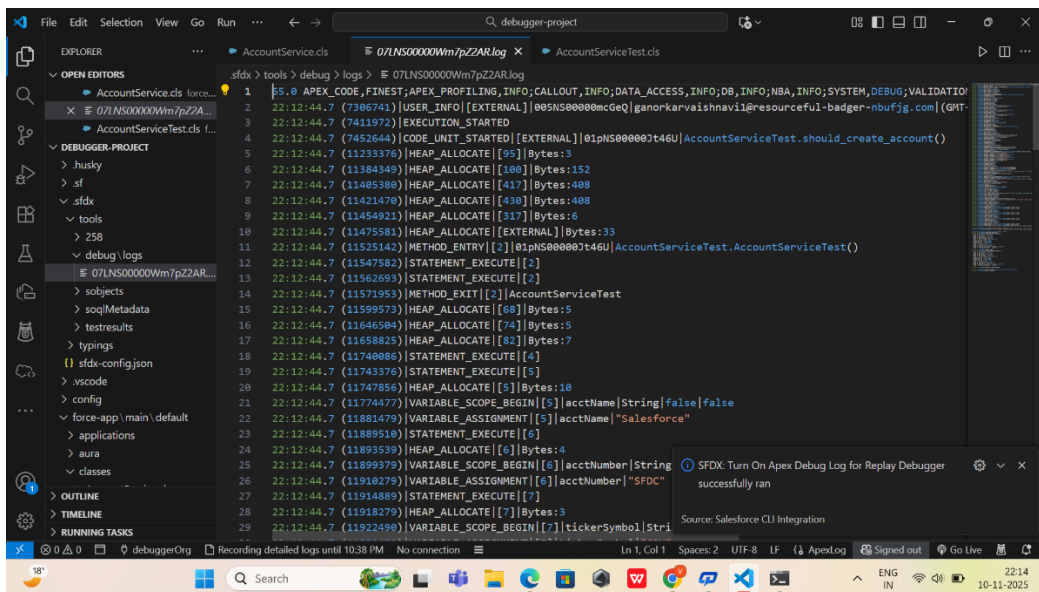 File Edit Selection View Go Run ··· debugger-project
EXPLORER ···
OPEN EDITORS
AccountService.cls force...
07LNS00000Wm7pZ2A...
AccountServiceTest.cls f...
DEBUGGER-PROJECT
.husky
.sf
.sfdx
tools
258
debug\logs
07LNS00000Wm7pZ2AR....
sobjects
soqlMetadata
testresults
typings
{} sfdx-config.json
.vscode
config
force-app\main\default
applications
aura
classes
OUTLINE
TIMELINE
RUNNING TASKS
AccountService.cls 07LNS00000Wm7pZ2AR.log AccountServiceTest.cls
.sfdx > tools > debug > logs > 07LNS00000Wm7pZ2AR.log
1 65.0 APEX_CODE,FINEST;APEX_PROFILING,INFO;CALLOUT,INFO;DATA_ACCESS,INFO;DB,INFO;NBA,INFO;SYSTEM,DEBUG;VALIDATION
2 22:12:44.7 (7306741)|USER_INFO|[EXTERNAL]|005NS00000mcGeQ|ganorkarvaishnavi1@resourceful-badger-nbufjg.com|(GMT-
3 22:12:44.7 (7411972)|EXECUTION_STARTED
4 22:12:44.7 (7452644)|CODE_UNIT_STARTED|[EXTERNAL]|01pNS00000Jt46U|AccountServiceTest.should_create_account()
5 22:12:44.7 (11233376)|HEAP_ALLOCATE|[95]|Bytes:3
6 22:12:44.7 (11384349)|HEAP_ALLOCATE|[100]|Bytes:152
7 22:12:44.7 (11405380)|HEAP_ALLOCATE|[417]|Bytes:408
8 22:12:44.7 (11421470)|HEAP_ALLOCATE|[430]|Bytes:408
9 22:12:44.7 (11454921)|HEAP_ALLOCATE|[317]|Bytes:6
10 22:12:44.7 (11475581)|HEAP_ALLOCATE|[EXTERNAL]|Bytes:33
11 22:12:44.7 (11525142)|METHOD_ENTRY|[2]|01pNS00000Jt46U|AccountServiceTest.AccountServiceTest()
12 22:12:44.7 (11547582)|STATEMENT_EXECUTE|[2]
13 22:12:44.7 (11562693)|STATEMENT_EXECUTE|[2]
14 22:12:44.7 (11571953)|METHOD_EXIT|[2]|AccountServiceTest
15 22:12:44.7 (11599573)|HEAP_ALLOCATE|[68]|Bytes:5
16 22:12:44.7 (11646504)|HEAP_ALLOCATE|[74]|Bytes:5
17 22:12:44.7 (11658825)|HEAP_ALLOCATE|[82]|Bytes:7
18 22:12:44.7 (11740086)|STATEMENT_EXECUTE|[4]
19 22:12:44.7 (11743376)|STATEMENT_EXECUTE|[5]
20 22:12:44.7 (11747856)|HEAP_ALLOCATE|[5]|Bytes:10
21 22:12:44.7 (11774477)|VARIABLE_SCOPE_BEGIN|[5]|acctName|String|false|false
22 22:12:44.7 (11881479)|VARIABLE_ASSIGNMENT|[5]|acctName|"Salesforce"
23 22:12:44.7 (11889510)|STATEMENT_EXECUTE|[6]
24 22:12:44.7 (11893539)|HEAP_ALLOCATE|[6]|Bytes:4
25 22:12:44.7 (11899379)|VARIABLE_SCOPE_BEGIN|[6]|acctNumber|String
26 22:12:44.7 (11910279)|VARIABLE_ASSIGNMENT|[6]|acctNumber|"SFDC"
27 22:12:44.7 (11914889)|STATEMENT_EXECUTE|[7]
28 22:12:44.7 (11918279)|HEAP_ALLOCATE|[7]|Bytes:3
29 22:12:44.7 (11922490)|VARIABLE_SCOPE_BEGIN|[7]|tickerSymbol|Stri
SFDX: Turn On Apex Debug Log for Replay Debugger
successfully ran
Source: Salesforce CLI Integration
0 0 debuggerOrg Recording detailed logs until 10:38 PM No connection Ln 1, Col 1 Spaces: 2 UTF-8 LF ApexLog Signed out Go Live
18° Search ENG 22:14
IN 10-11-2025